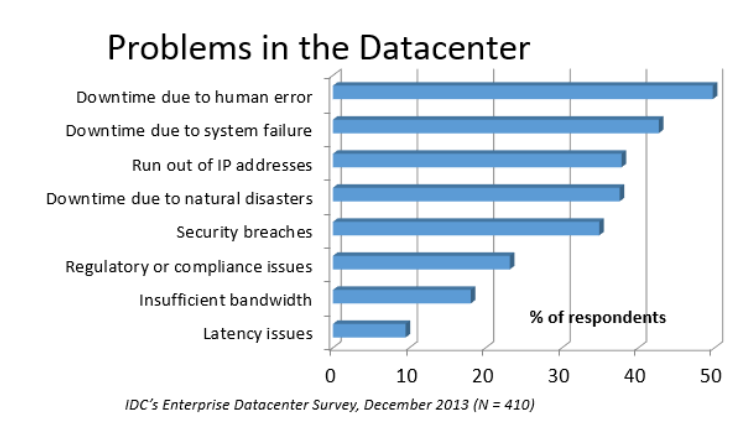 Problems in the Datacenter
Downtime due to human error
Downtime due to system failure
Run out of IP addresses
Downtime due to natural disasters
Security breaches
Regulatory or compliance issues
Insufficient bandwidth
Latency issues
% of respondents
0 10 20 30 40 50
IDC's Enterprise Datacenter Survey, December 2013 (N = 410)